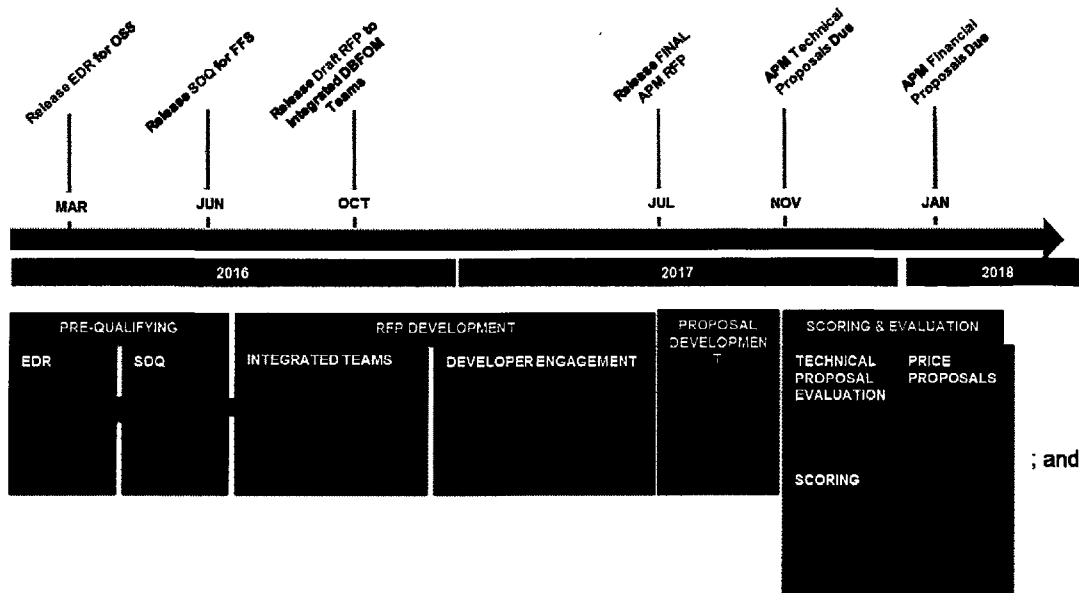 Release EDR for OSS
Release SOQ for FFS
Release Draft RFP to
Integrated DBFOM
Teams
Release FINAL
APM RFP
APM Technical
Proposals Due
APM Financial
Proposals Due
MAR
JUN
OCT
JUL
NOV
JAN
2016
2017
2018
PRE-QUALIFYING
EDR
SOQ
RFP DEVELOPMENT
INTEGRATED TEAMS
DEVELOPER ENGAGEMENT
PROPOSAL
DEVELOPMEN
T
SCORING & EVALUATION
TECHNICAL
PROPOSAL
EVALUATION
PRICE
PROPOSALS
SCORING
; and